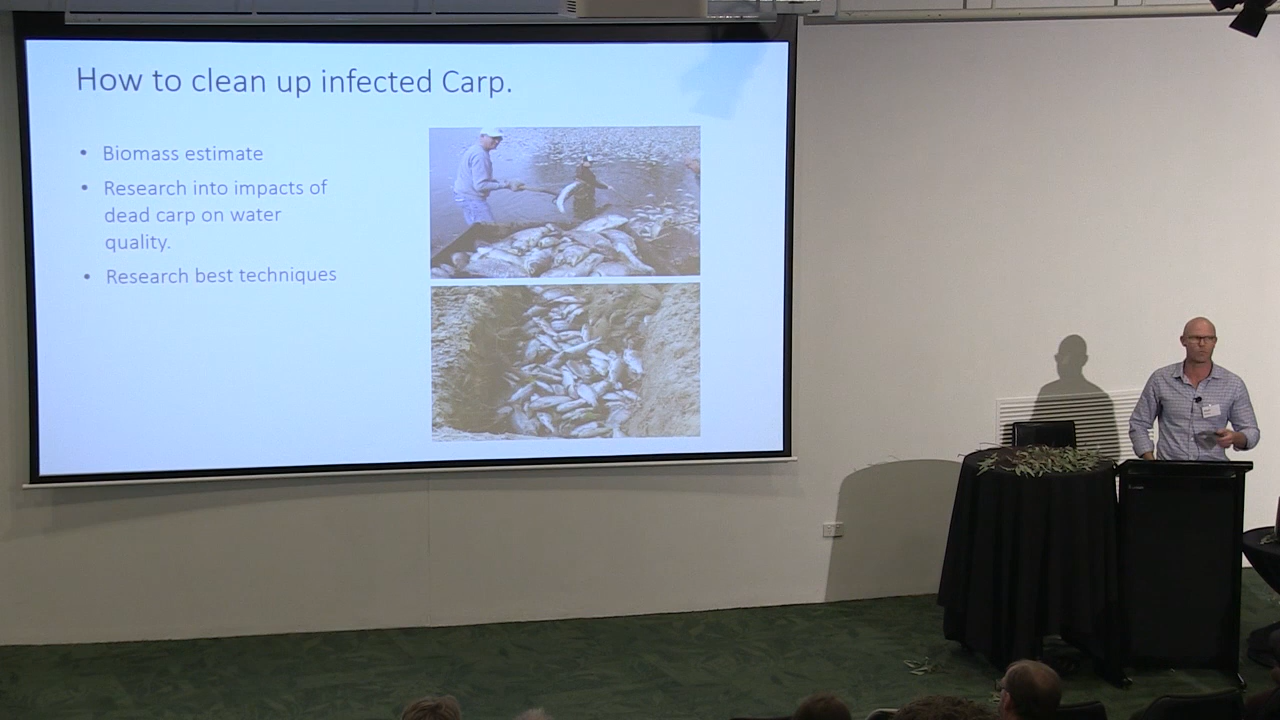 How to clean up infected Carp.
• Biomass estimate
• Research into impacts of
dead carp on water
quality.
• Research best techniques